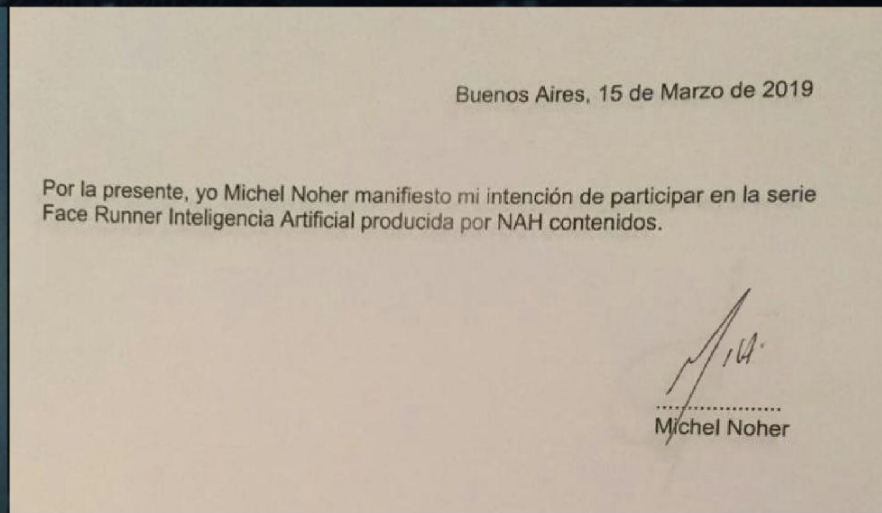 Buenos Aires, 15 de Marzo de 2019
Por la presente, yo Michel Noher manifiesto mi intención de participar en la serie
Face Runner Inteligencia Artificial producida por NAH contenidos.
Michel Noher